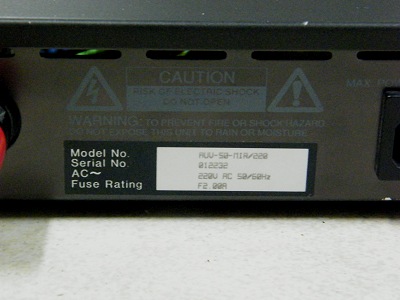 CAUTION
RISK OF ELECTRIC SHOCK
DO NOT OPEN
MAX. PO
WARNING: TO PREVENT FIRE OR SHOCK HAZARD,
DO NOT EXPOSE THIS UNIT TO RAIN OR MOISTURE.
Model No. AVV-50-MIA/220
Serial No. 012232
AC~ 220V AC 50/60Hz
Fuse Rating F2.00A